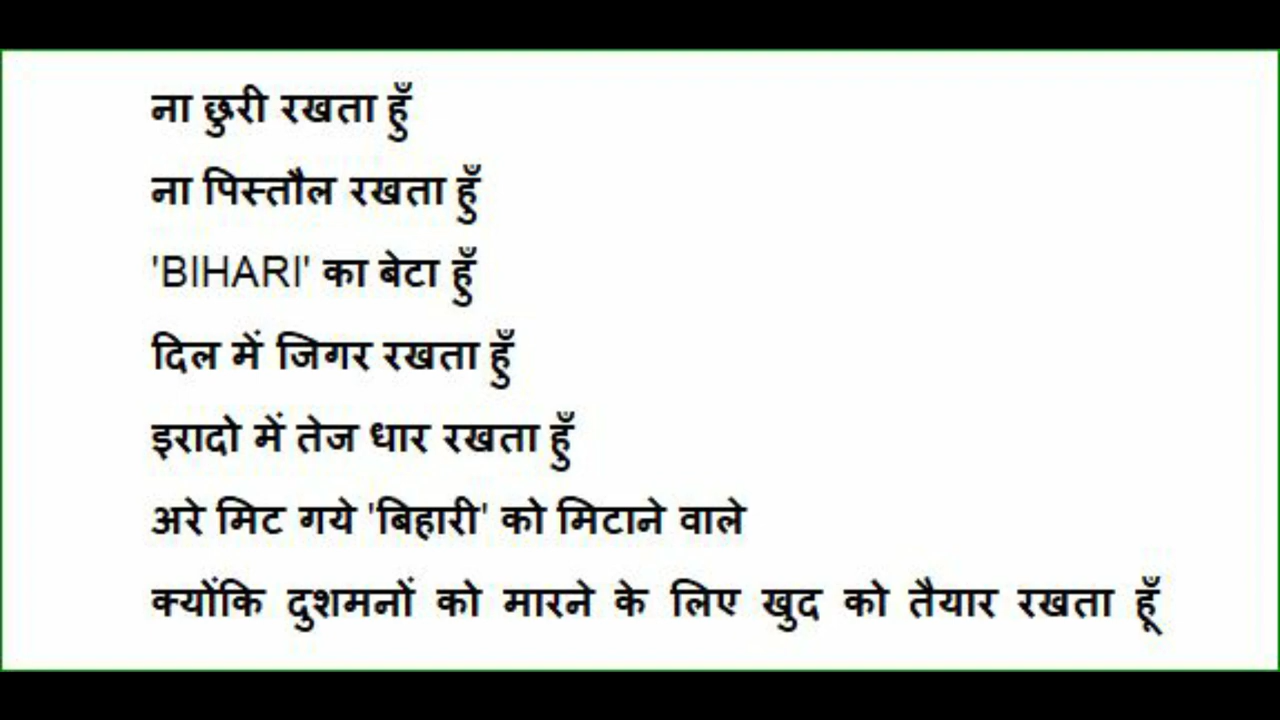 ना छुरी रखता हुँ
ना पिस्तौल रखता हुँ
'BIHARI' का बेटा हुँ
दिल में जिगर रखता हुँ
इरादो में तेज धार रखता हुँ
अरे मिट गये 'बिहारी' को मिटाने वाले
क्योंकि दुशमनों को मारने के लिए खुद को तैयार रखता हूँ